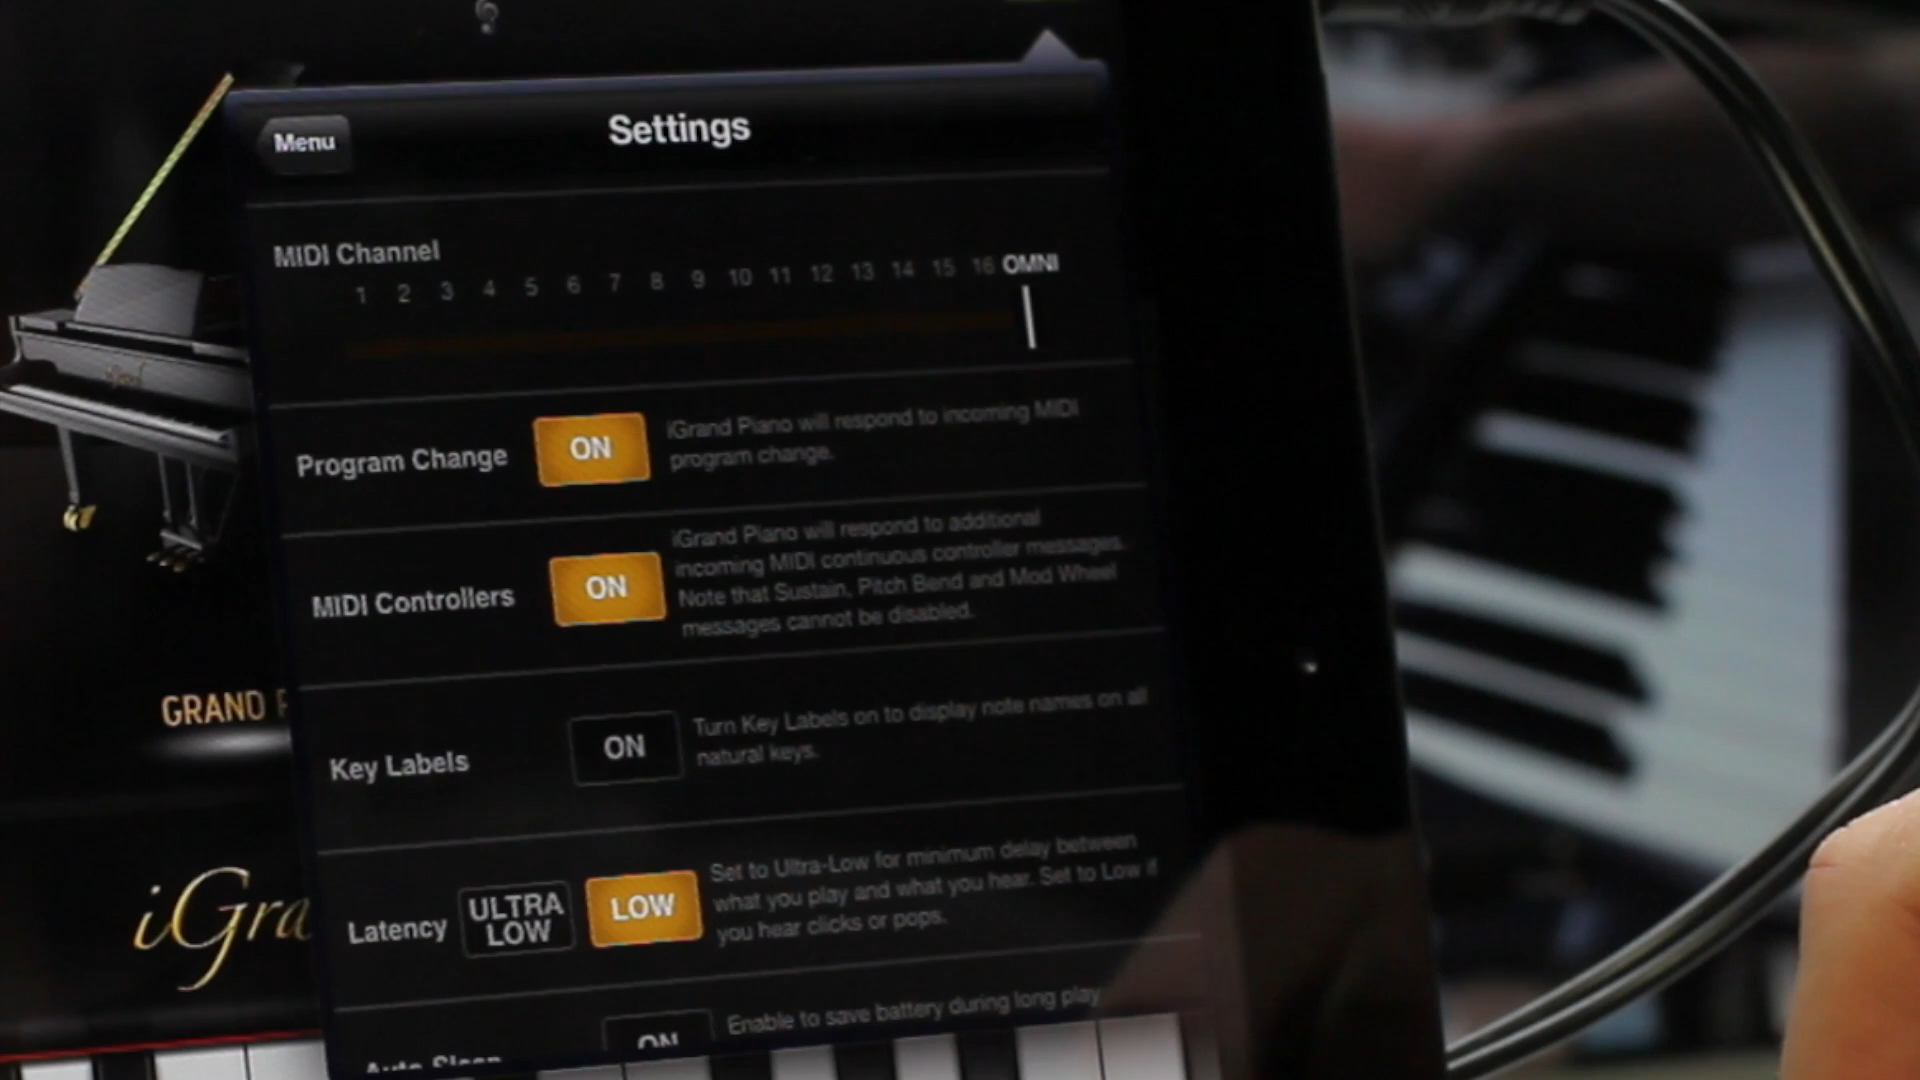 Menu
Settings
MIDI Channel
1 2 3 4 5 6 7 8 9 10 11 12 13 14 15 16 OMNI
Program Change
ON
iGrand Piano will respond to incoming MIDI
program change.
MIDI Controllers
ON
iGrand Piano will respond to additional
incoming MIDI continuous controller messages.
Note that Sustain, Pitch Bend and Mod Wheel
messages cannot be disabled.
Key Labels
ON
Turn Key Labels on to display note names on all
natural keys.
Latency
ULTRA
LOW
LOW
Set to Ultra-Low for minimum delay between
what you play and what you hear. Set to Low if
you hear clicks or pops.
Auto Sleep
ON
Enable to save battery during long play
GRAND
iGra